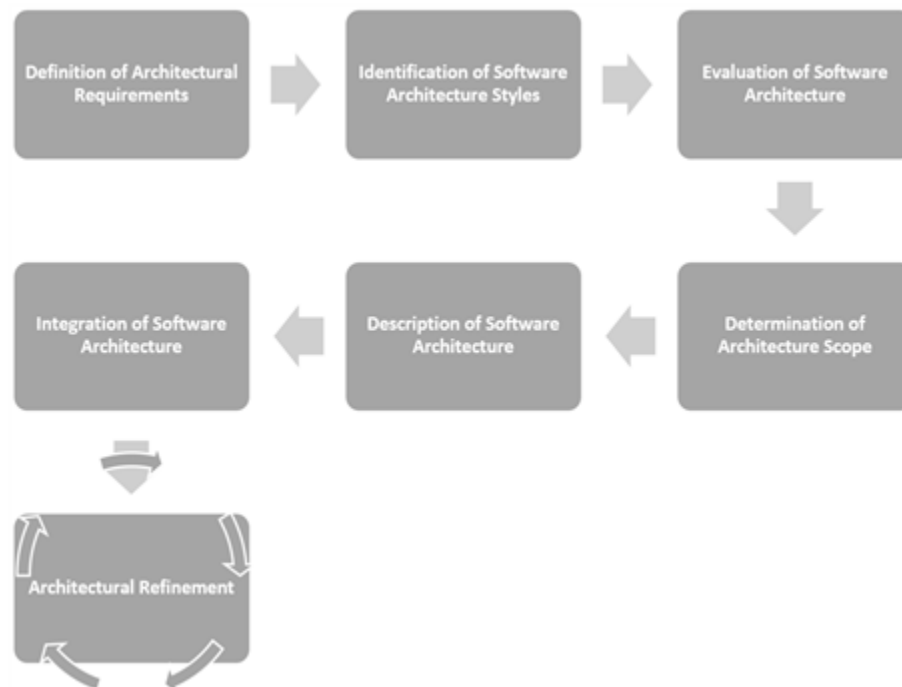 Definition of Architectural
Requirements
Identification of Software
Architecture Styles
Evaluation of Software
Architecture
Determination of
Architecture Scope
Description of Software
Architecture
Integration of Software
Architecture
Architectural Refinement